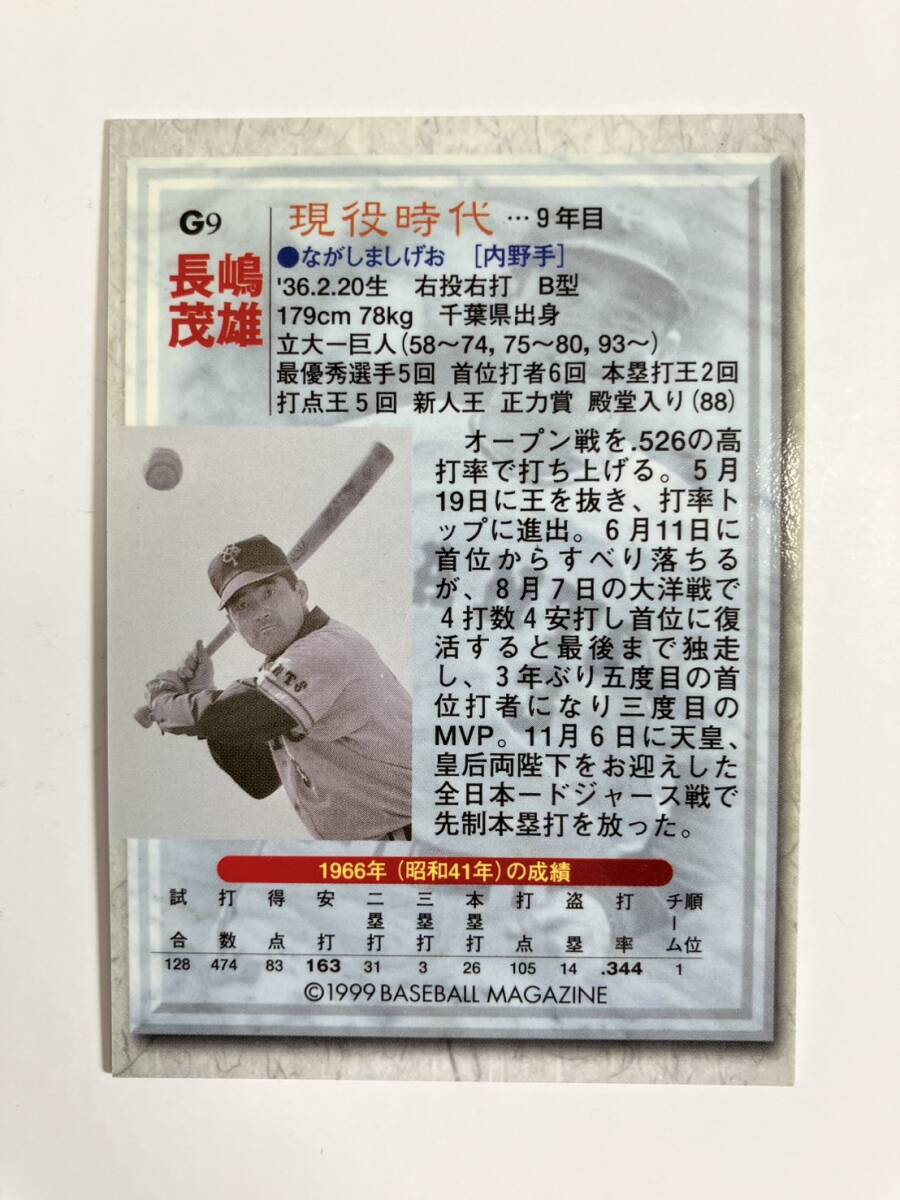 G9
長嶋
茂雄
現役時代…9年目
●ながしましげお　[内野手]
'36.2.20生　右投右打　B型
179cm 78kg　千葉県出身
立大ー巨人(58〜74, 75〜80, 93〜)
最優秀選手5回　首位打者6回　本塁打王2回
打点王5回　新人王　正力賞　殿堂入り(88)
オープン戦を.526の高
打率で打ち上げる。5月
19日に王を抜き、打率ト
ップに進出。6月11日に
首位からすべり落ちる
が、8月7日の大洋戦で
4打数4安打し首位に復
活すると最後まで独走
し、3年ぶり五度目の首
位打者になり三度目の
MVP。11月6日に天皇、
皇后両陛下をお迎えした
全日本ードジャース戦で
先制本塁打を放った。
1966年（昭和41年）の成績
試合 打数 得点 安打 二塁打 三塁打 本塁打 打点 盗塁 打率 チーム順位
128 474 83 163 31 3 26 105 14 .344 1
©1999 BASEBALL MAGAZINE